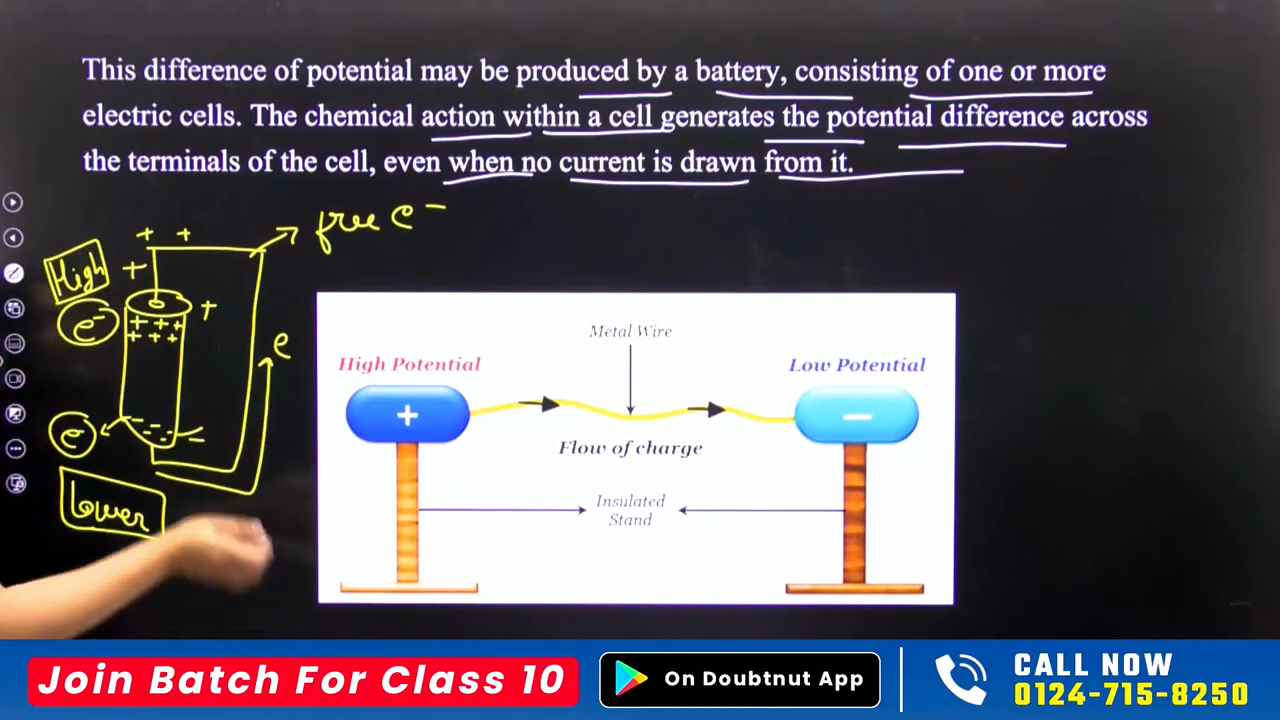 This difference of potential may be produced by a battery, consisting of one or more
electric cells. The chemical action within a cell generates the potential difference across
the terminals of the cell, even when no current is drawn from it.
+ +
free e⁻
High
+
e⁻
+
+ + +
+ + +
e
e
- - -
Lower
Metal Wire
High Potential
Low Potential
+
−
Flow of charge
Insulated
Stand
Join Batch For Class 10
On Doubtnut App
CALL NOW
0124-715-8250